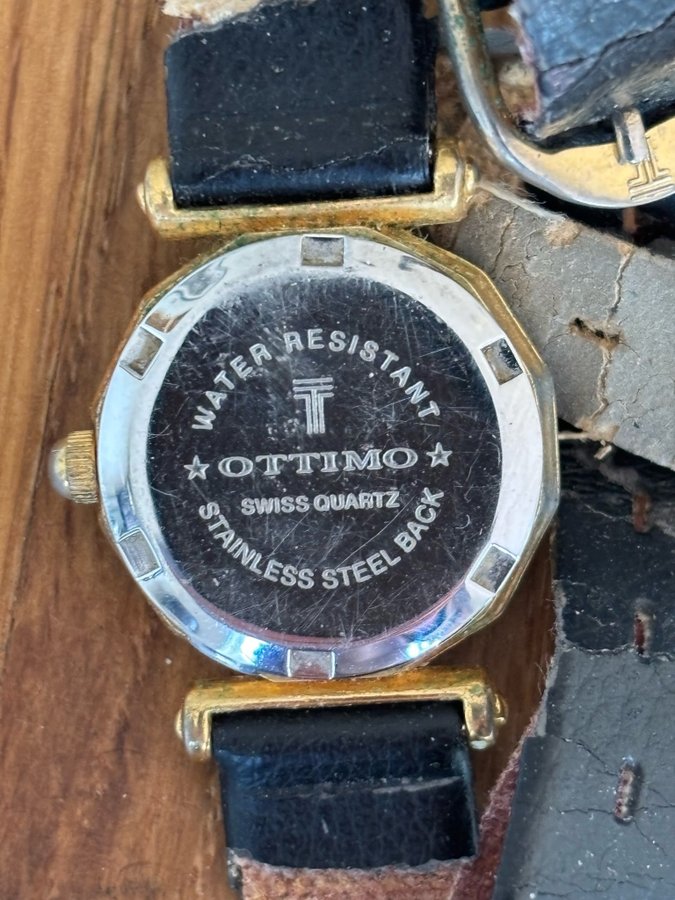 WATER RESISTANT
T
OTTIMO
SWISS QUARTZ
STAINLESS STEEL BACK